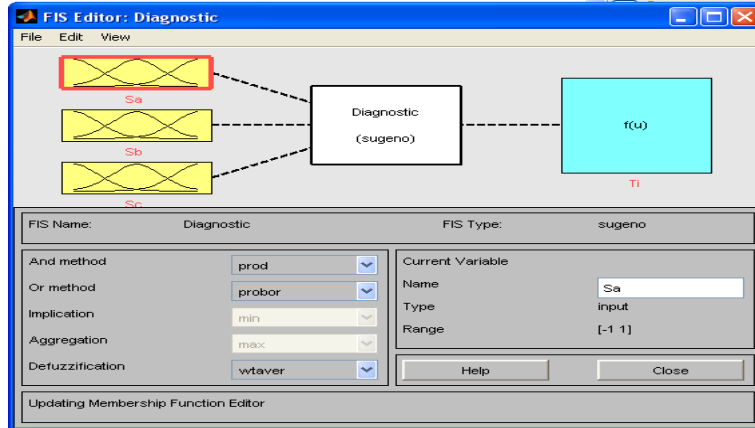 FIS Editor: Diagnostic
File Edit View
Sa
Diagnostic
(sugeno)
f(u)
Sb
Ti
Sc
FIS Name: Diagnostic FIS Type: sugeno
And method prod
Or method probor
Implication min
Aggregation max
Defuzzification wtaver
Current Variable
Name Sa
Type input
Range [-1 1]
Help Close
Updating Membership Function Editor